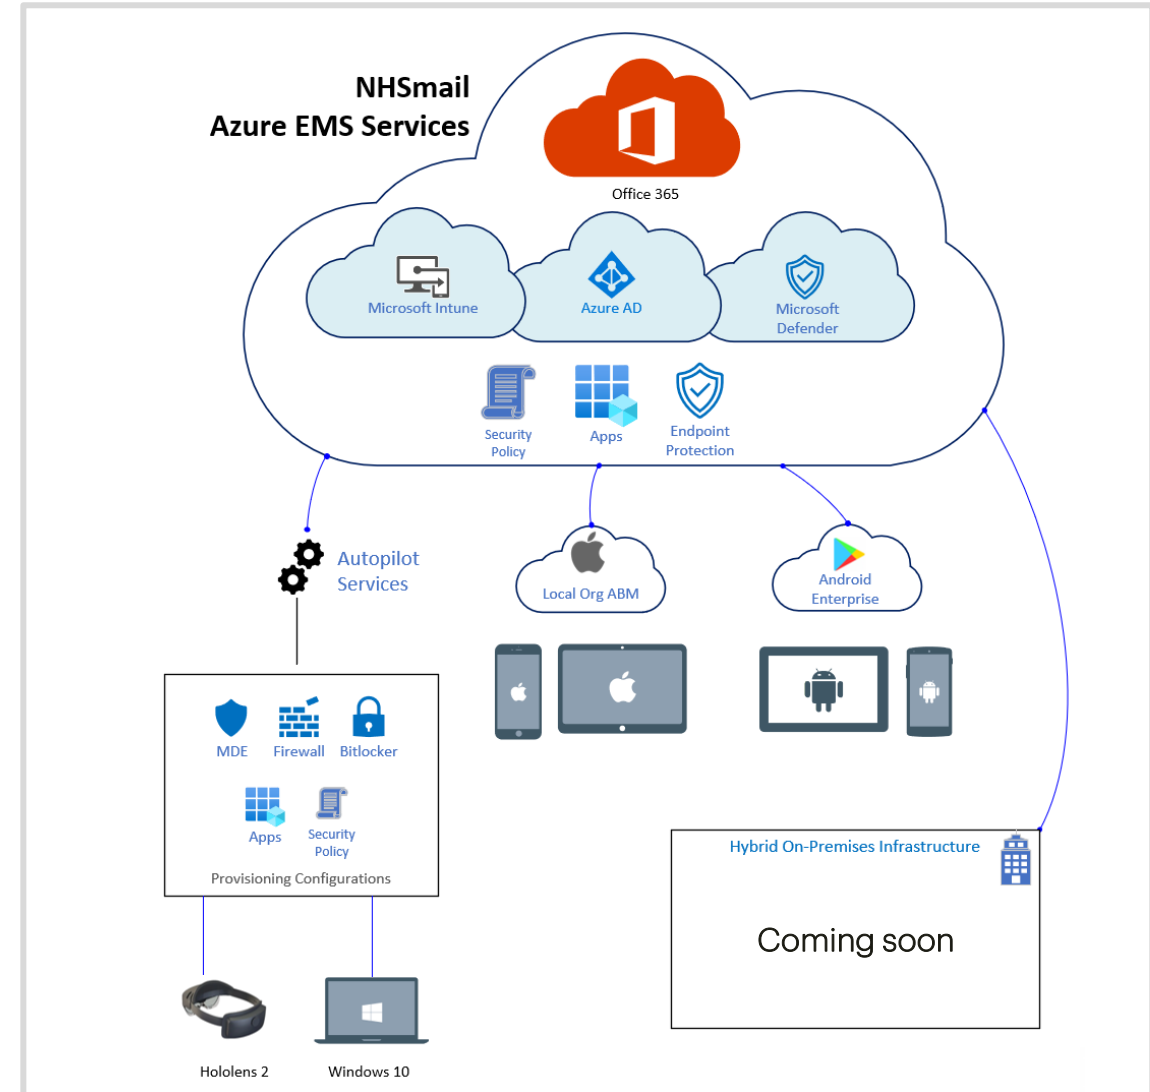 NHSmail
Azure EMS Services
Office 365
Microsoft Intune
Azure AD
Microsoft
Defender
Security
Policy
Apps
Endpoint
Protection
Autopilot
Services
Local Org ABM
Android
Enterprise
MDE
Firewall
Bitlocker
Apps
Security
Policy
Provisioning Configurations
Hybrid On-Premises Infrastructure
Coming soon
Hololens 2
Windows 10